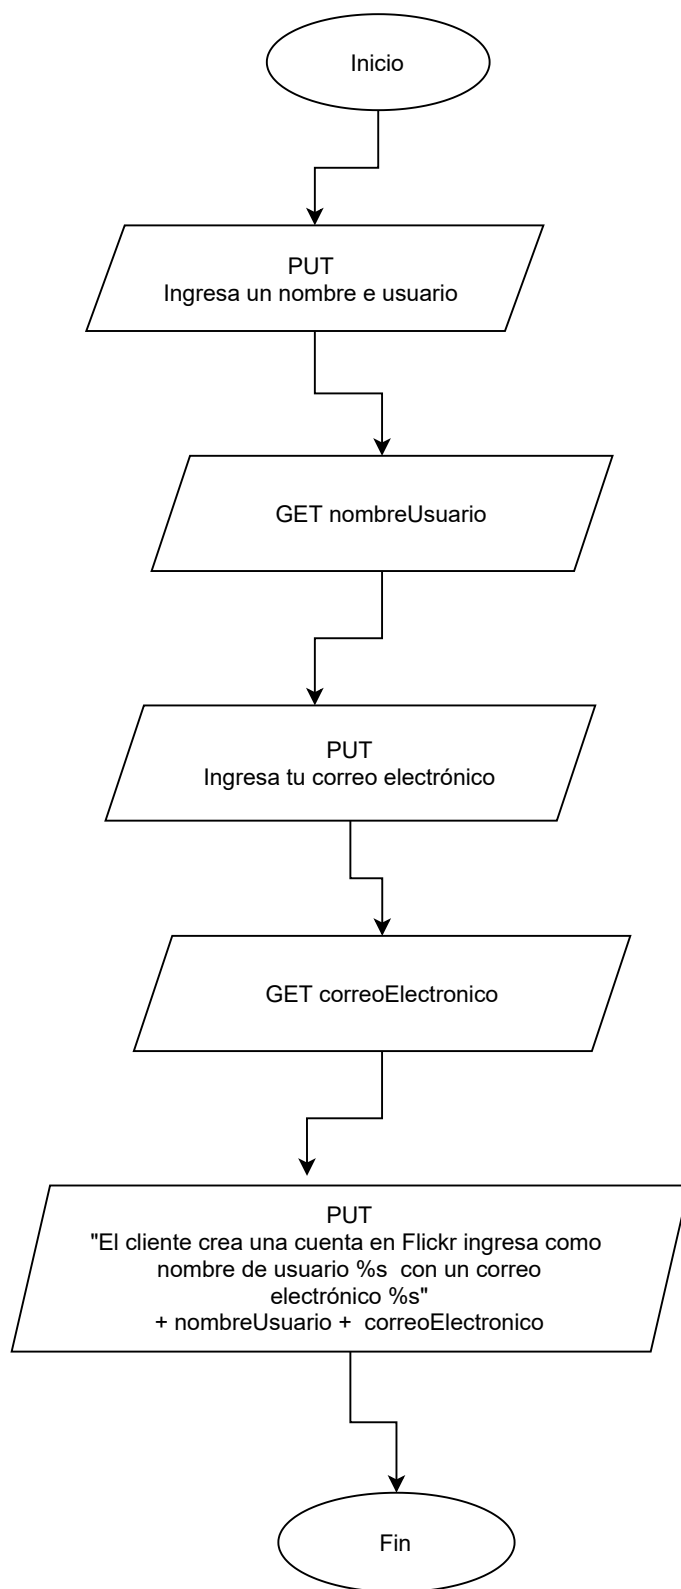 Inicio
PUT
Ingresa un nombre e usuario
GET nombreUsuario
PUT
Ingresa tu correo electrónico
GET correoElectronico
PUT
"El cliente crea una cuenta en Flickr ingresa como
nombre de usuario %s  con un correo
electrónico %s"
+ nombreUsuario +  correoElectronico
Fin